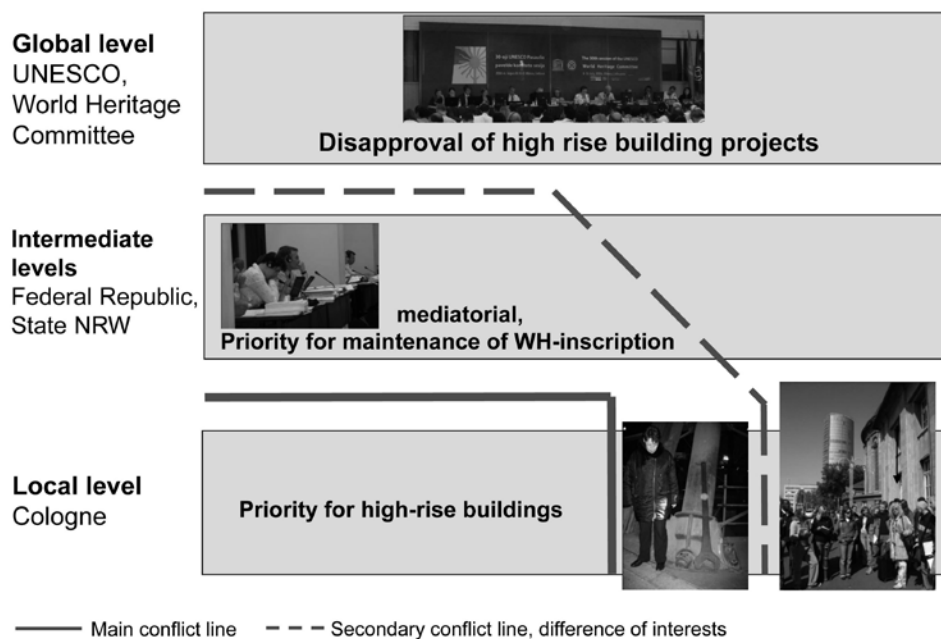 Global level
UNESCO,
World Heritage
Committee
Disapproval of high rise building projects
Intermediate
levels
Federal Republic,
State NRW
mediatorial,
Priority for maintenance of WH-inscription
Local level
Cologne
Priority for high-rise buildings
Main conflict line
Secondary conflict line, difference of interests